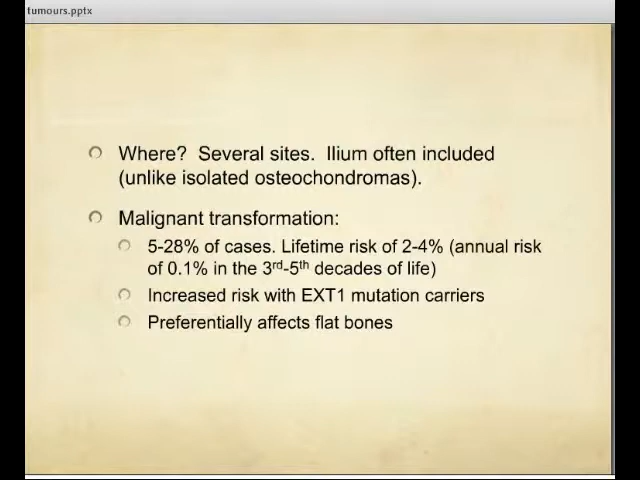 tumours.pptx
Where? Several sites. Ilium often included
(unlike isolated osteochondromas).
Malignant transformation:
5-28% of cases. Lifetime risk of 2-4% (annual risk
of 0.1% in the 3rd-5th decades of life)
Increased risk with EXT1 mutation carriers
Preferentially affects flat bones